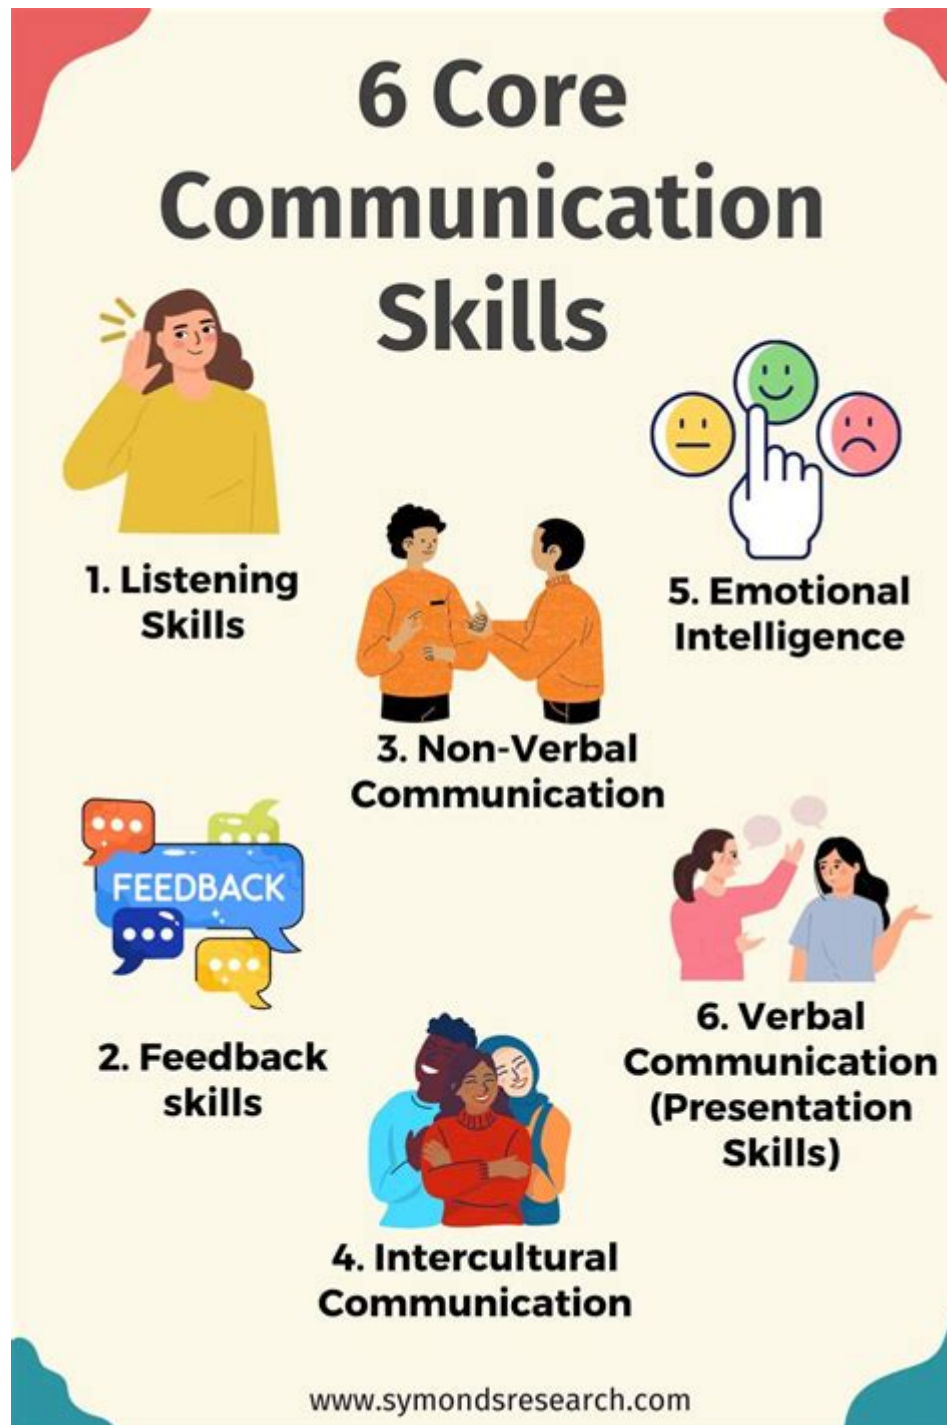 6 Core
Communication
Skills
1. Listening
Skills
5. Emotional
Intelligence
3. Non-Verbal
Communication
FEEDBACK
2. Feedback
skills
6. Verbal
Communication
(Presentation
Skills)
4. Intercultural
Communication
www.symondsresearch.com